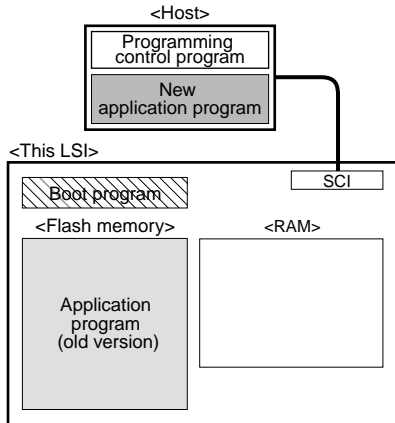 <Host>
Programming
control program
New
application program
<This LSI>
SCI
Boot program
<Flash memory>
<RAM>
Application
program
(old version)